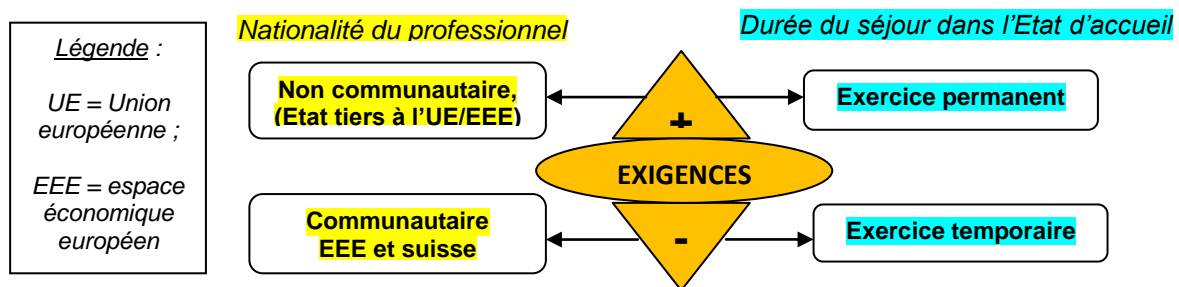 Légende :
UE = Union
européenne ;
EEE = espace
économique
européen
Nationalité du professionnel
Durée du séjour dans l'Etat d'accueil
Non communautaire,
(Etat tiers à l'UE/EEE)
+
Exercice permanent
EXIGENCES
Communautaire
EEE et suisse
-
Exercice temporaire